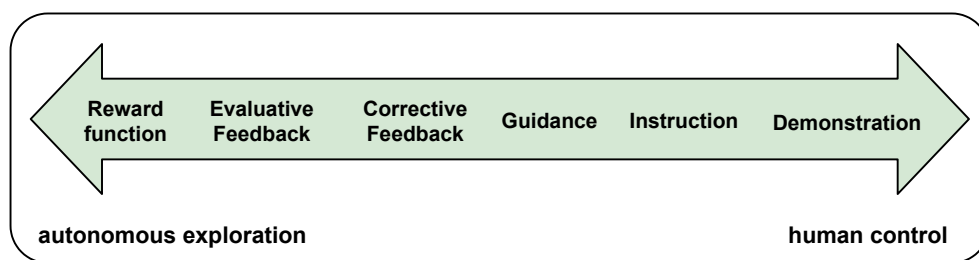 Reward function
Evaluative Feedback
Corrective Feedback
Guidance
Instruction
Demonstration
autonomous exploration
human control